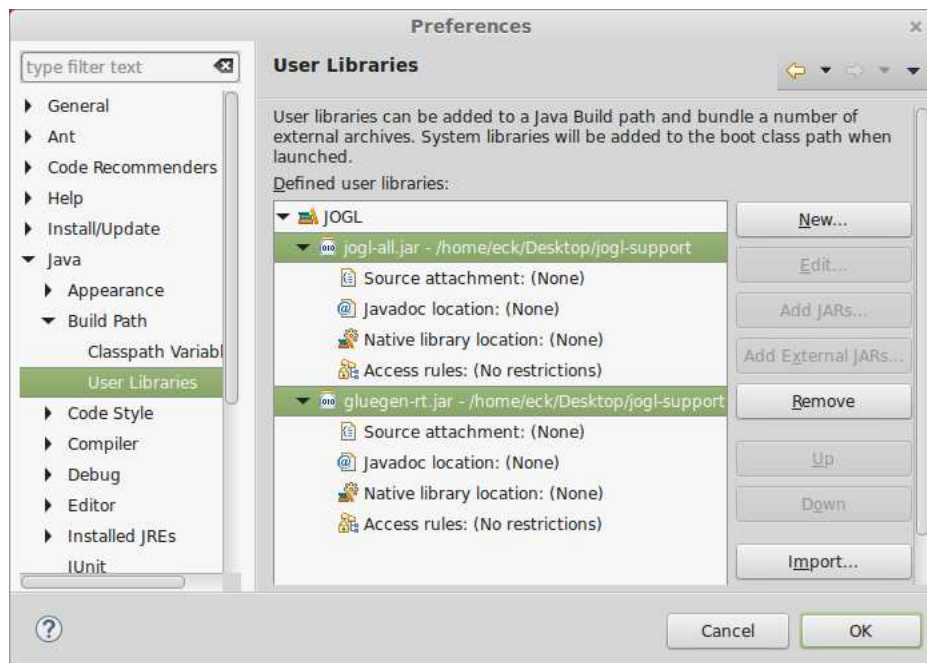 Preferences
type filter text
General
Ant
Code Recommenders
Help
Install/Update
Java
Appearance
Build Path
Classpath Variabl
User Libraries
Code Style
Compiler
Debug
Editor
Installed JREs
JUnit
User Libraries
User libraries can be added to a Java Build path and bundle a number of
external archives. System libraries will be added to the boot class path when
launched.
Defined user libraries:
JOGL
jogl-all.jar - /home/eck/Desktop/jogl-support
Source attachment: (None)
Javadoc location: (None)
Native library location: (None)
Access rules: (No restrictions)
gluegen-rt.jar - /home/eck/Desktop/jogl-support
Source attachment: (None)
Javadoc location: (None)
Native library location: (None)
Access rules: (No restrictions)
New...
Edit...
Add JARs...
Add External JARs...
Remove
Up
Down
Import...
Cancel
OK